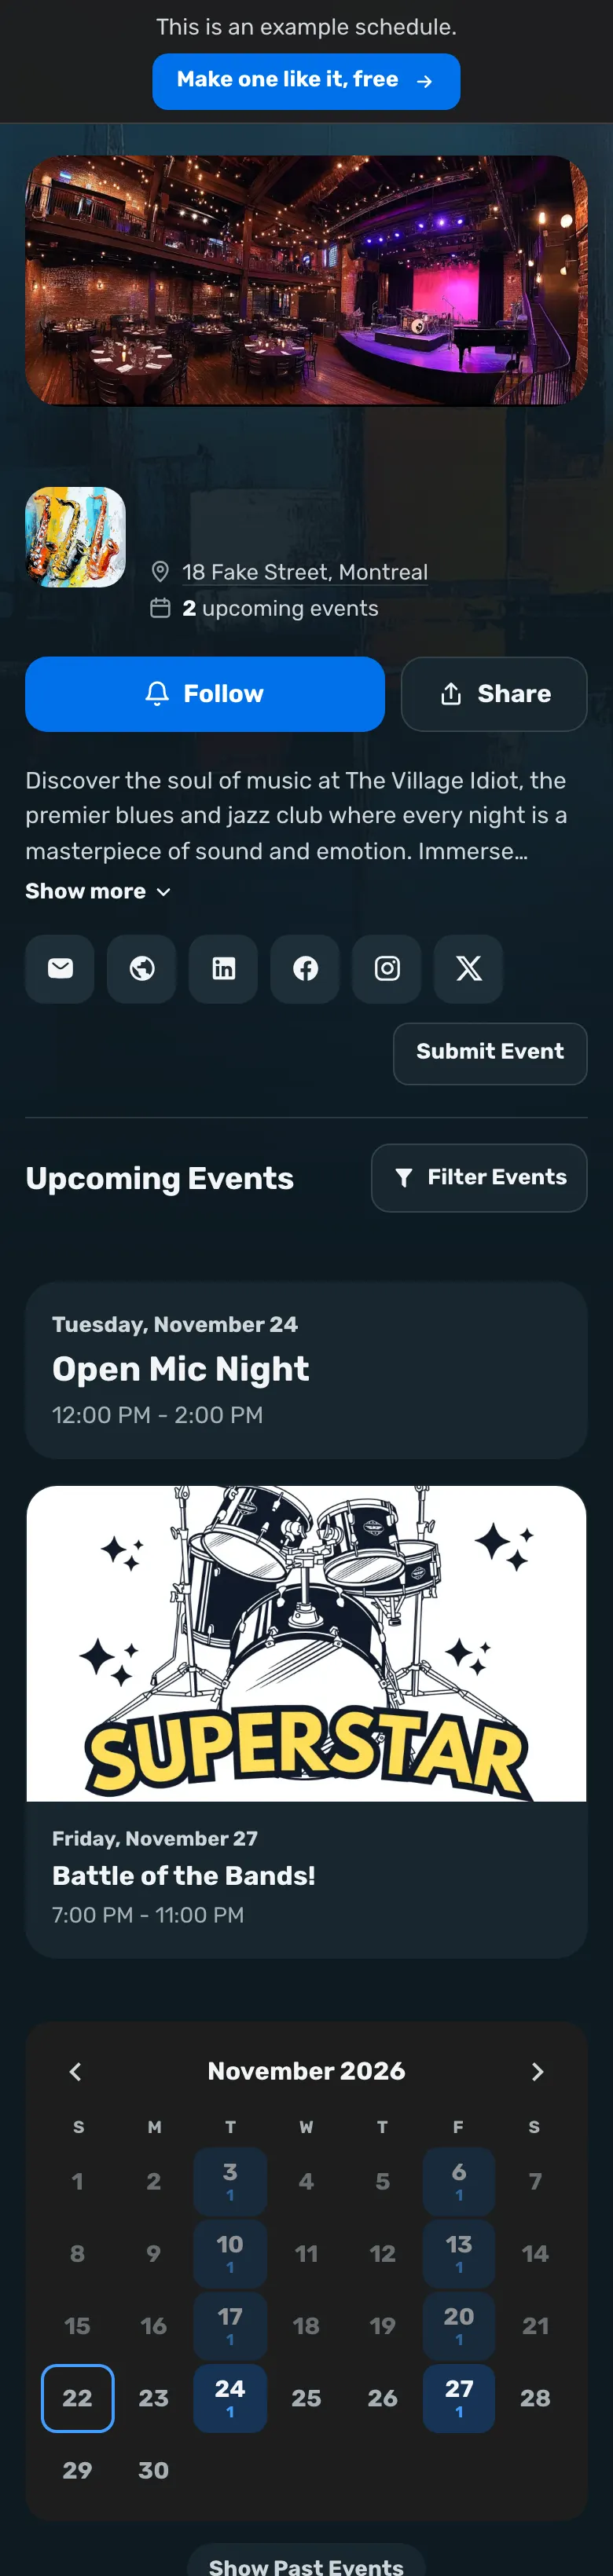 This is an example schedule.
Make one like it, free →
18 Fake Street, Montreal
2 upcoming events
Follow
Share
Discover the soul of music at The Village Idiot, the
premier blues and jazz club where every night is a
masterpiece of sound and emotion. Immerse…
Show more
Submit Event
Upcoming Events
Filter Events
Tuesday, November 24
Open Mic Night
12:00 PM - 2:00 PM
SUPERSTAR
Friday, November 27
Battle of the Bands!
7:00 PM - 11:00 PM
November 2026
S M T W T F S
1 2 3 4 5 6 7
1 1
8 9 10 11 12 13 14
1 1
15 16 17 18 19 20 21
1 1
22 23 24 25 26 27 28
1 1
29 30
Show Past Events